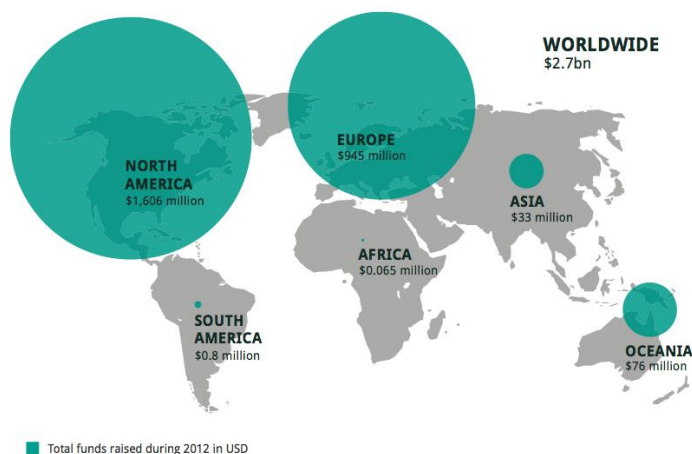 WORLDWIDE
$2.7bn
NORTH
AMERICA
$1,606 million
EUROPE
$945 million
ASIA
$33 million
AFRICA
$0.065 million
SOUTH
AMERICA
$0.8 million
OCEANIA
$76 million
Total funds raised during 2012 in USD